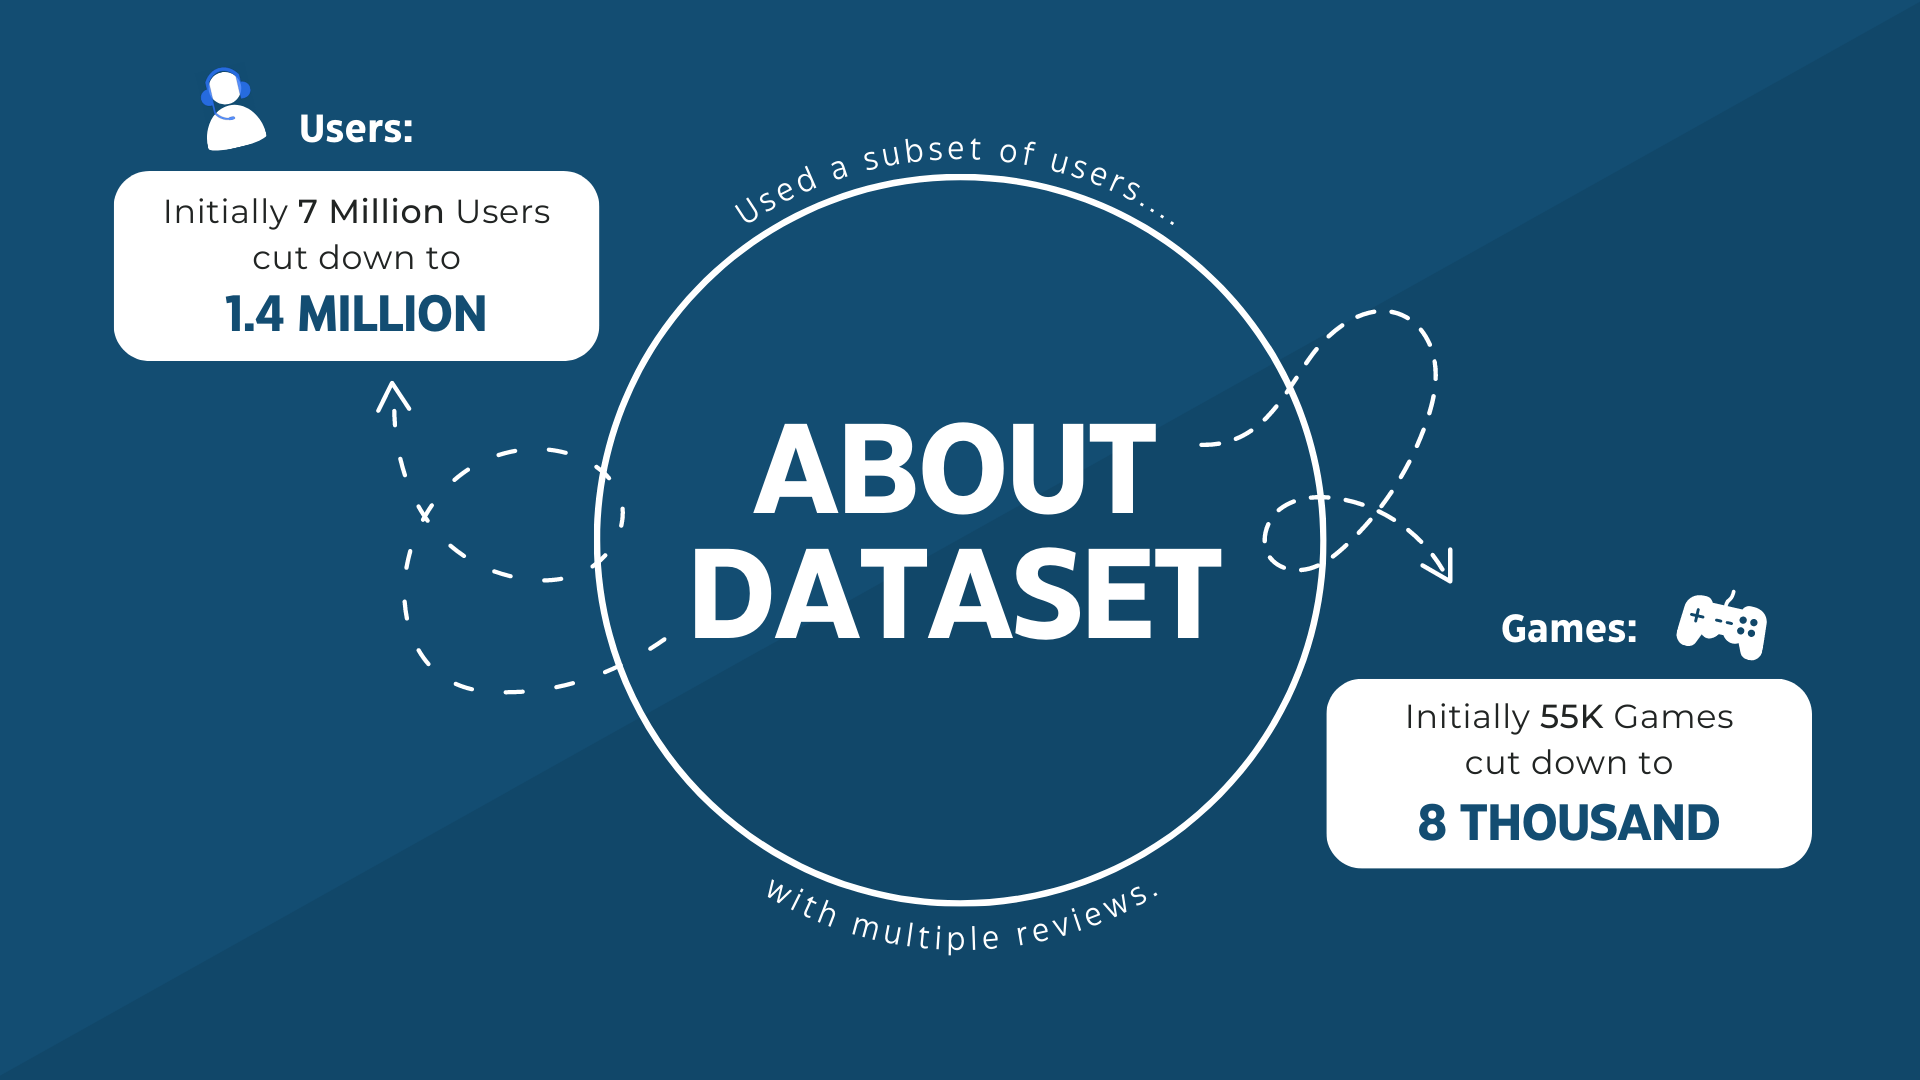 Users:
Initially 7 Million Users
cut down to
1.4 MILLION
Used a subset of users....
ABOUT
DATASET
with multiple reviews.
Games:
Initially 55K Games
cut down to
8 THOUSAND